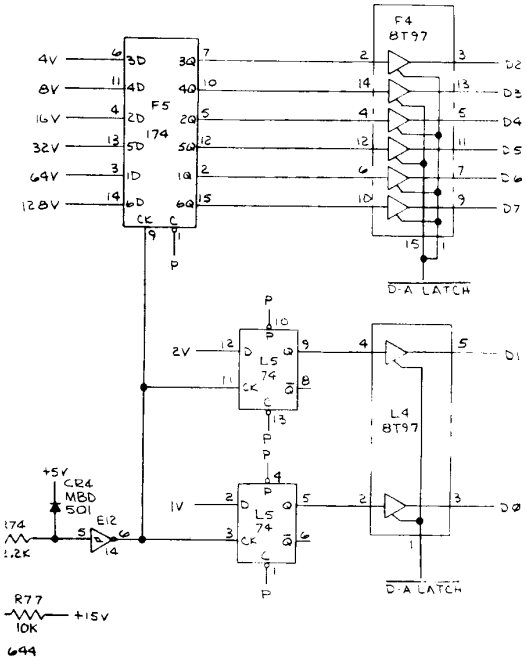 F4
8T97
4V 6 3D 3Q 7 2 3 D2
8V 11 4D 4Q 10 14 13 D3
F5
16V 4 2D 2Q 5 4 5 D4
174
32V 13 5D 5Q 12 12 11 D5
64V 3 1D 1Q 2 6 7 D6
128V 14 6D 6Q 15 10 9 D7
CK C
9 1 15 1
P
D-A LATCH
P
10
P
2V 12 D Q 9 4 5 D1
L5
74
11 CK Q 8
C
13
P
L4
8T97
P
4
P
+5V
CR4
MBD
501
1V 2 D Q 5 2 3 D0
L5
74
E12
R74 5 6 3 CK Q 6
2.2K 14
C
1
P
1
D-A LATCH
R77
10K +15V
644